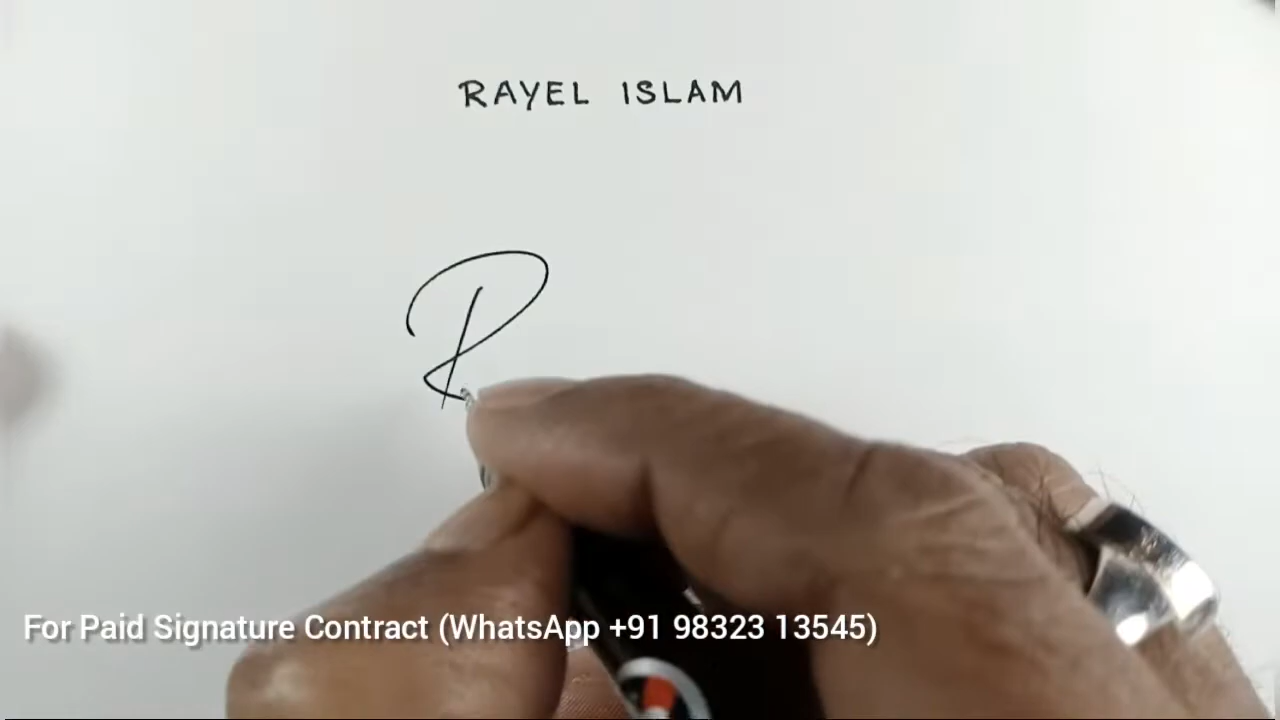 RAYEL ISLAM
R
For Paid Signature Contract (WhatsApp +91 98323 13545)